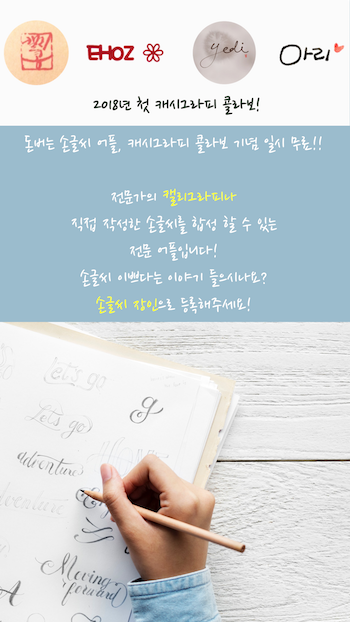 EHOZ
yedi.
아리
2018년 첫 캐시그라피 콜라보!
돈버는 손글씨 어플, 캐시그라피 콜라보 기념 일시 무료!!
전문가의 캘리그라피나
직접 작성한 손글씨를 합성 할 수 있는
전문 어플입니다!
손글씨 이쁘다는 이야기 들으시나요?
손글씨 장인으로 등록해주세요!
Let's go
Let's go
g
adventures
Adventure
Moving
forward
A